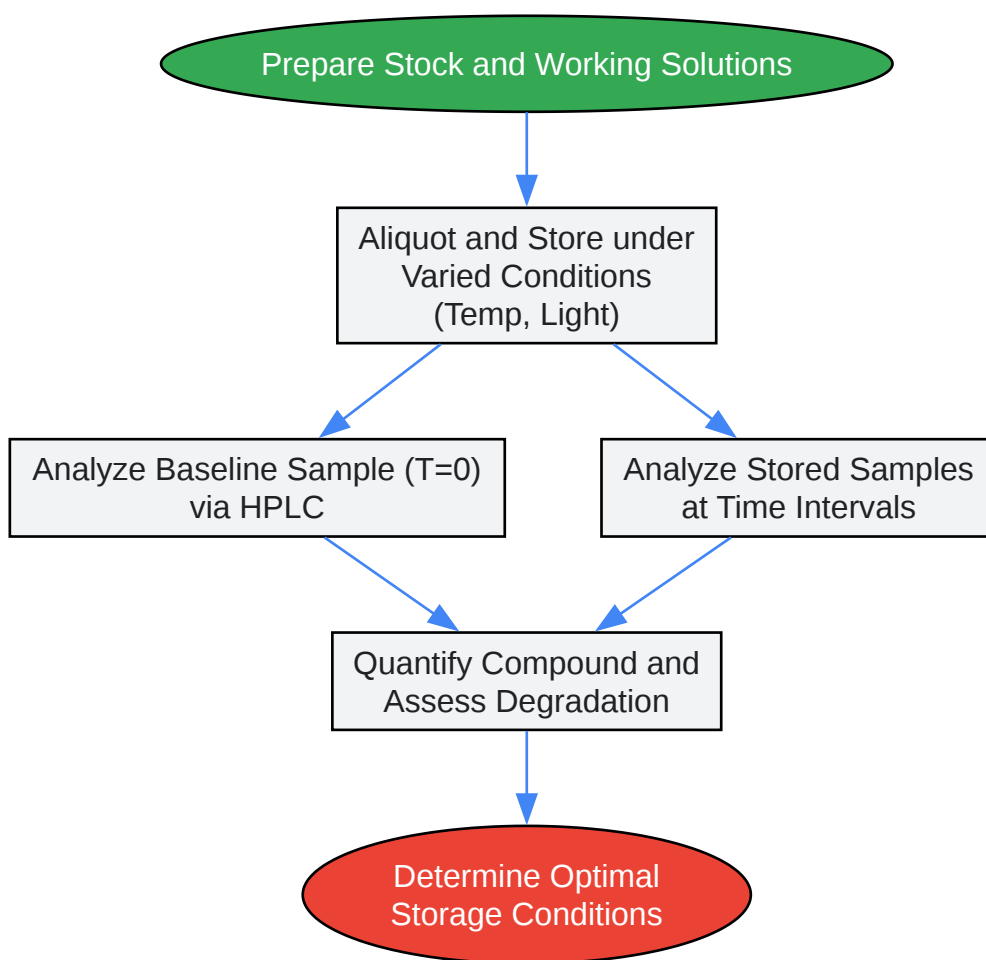 Prepare Stock and Working Solutions
Aliquot and Store under
Varied Conditions
(Temp, Light)
Analyze Baseline Sample (T=0)
via HPLC
Analyze Stored Samples
at Time Intervals
Quantify Compound and
Assess Degradation
Determine Optimal
Storage Conditions